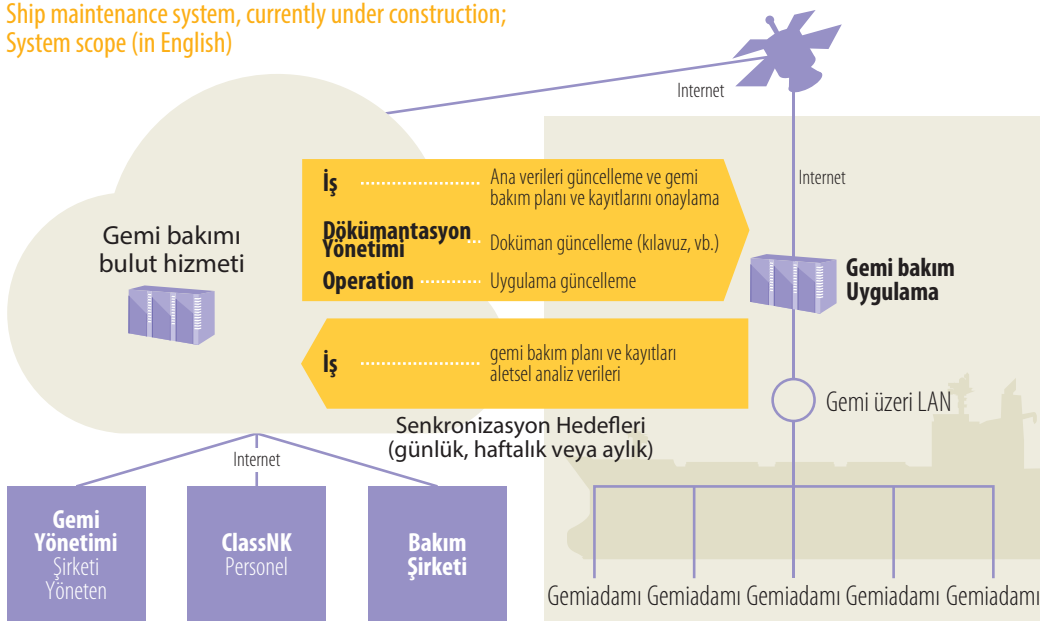 Ship maintenance system, currently under construction;
System scope (in English)
Internet
Internet
İş
Ana verileri güncelleme ve gemi
bakım planı ve kayıtlarını onaylama
Dökümantasyon
Yönetimi
Doküman güncelleme (kılavuz, vb.)
Operation
Uygulama güncelleme
Gemi bakımı
bulut hizmeti
Gemi bakım
Uygulama
İş
gemi bakım planı ve kayıtları
aletsel analiz verileri
Gemi üzeri LAN
Senkronizasyon Hedefleri
(günlük, haftalık veya aylık)
Internet
Gemi
Yönetimi
Şirketi
Yöneten
ClassNK
Personel
Bakım
Şirketi
Gemiadamı Gemiadamı Gemiadamı Gemiadamı Gemiadamı